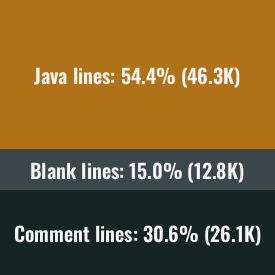 Java lines: 54.4% (46.3K)
Blank lines: 15.0% (12.8K)
Comment lines: 30.6% (26.1K)